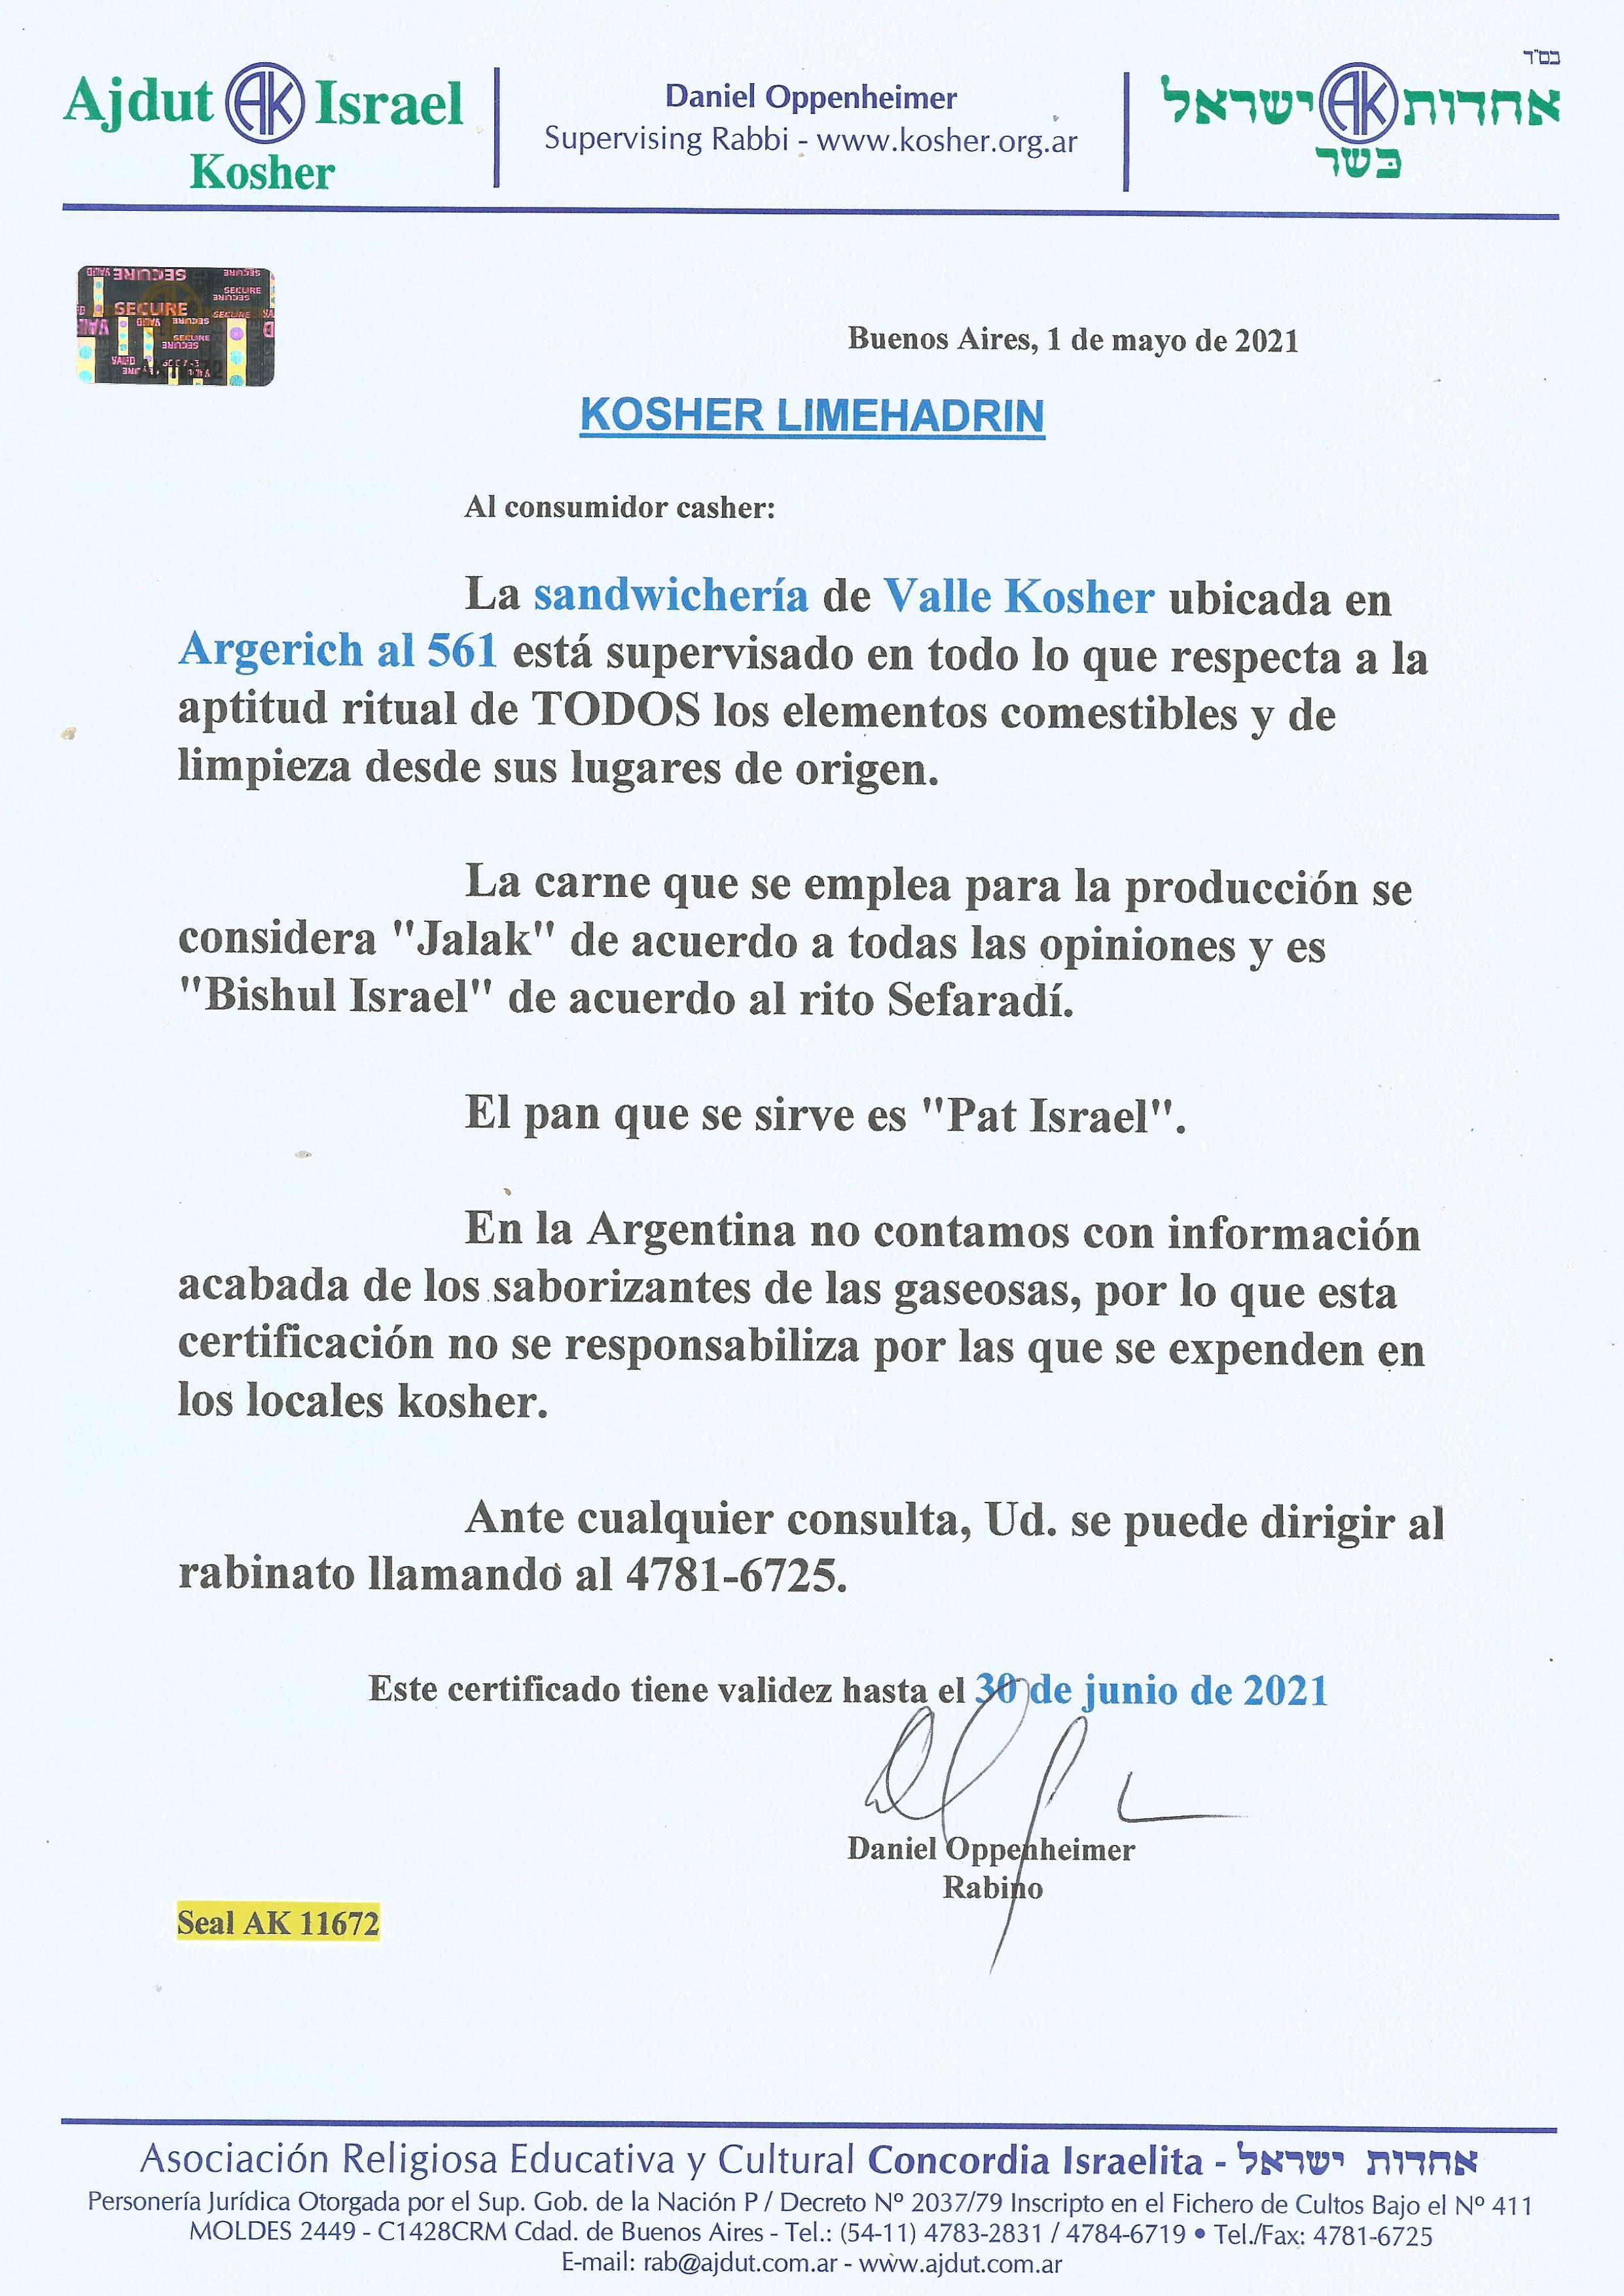 בס"ד
Ajdut AK Israel
Kosher
Daniel Oppenheimer
Supervising Rabbi - www.kosher.org.ar
אחדות AK ישראל
כשר
SECURE
SECURE
VALID
Buenos Aires, 1 de mayo de 2021
KOSHER LIMEHADRIN
Al consumidor casher:
La sandwichería de Valle Kosher ubicada en
Argerich al 561 está supervisado en todo lo que respecta a la
aptitud ritual de TODOS los elementos comestibles y de
limpieza desde sus lugares de origen.
La carne que se emplea para la producción se
considera "Jalak" de acuerdo a todas las opiniones y es
"Bishul Israel" de acuerdo al rito Sefaradí.
El pan que se sirve es "Pat Israel".
En la Argentina no contamos con información
acabada de los saborizantes de las gaseosas, por lo que esta
certificación no se responsabiliza por las que se expenden en
los locales kosher.
Ante cualquier consulta, Ud. se puede dirigir al
rabinato llamando al 4781-6725.
Este certificado tiene validez hasta el 30 de junio de 2021
Daniel Oppenheimer
Rabino
Seal AK 11672
Asociación Religiosa Educativa y Cultural Concordia Israelita - אחדות ישראל
Personería Jurídica Otorgada por el Sup. Gob. de la Nación P / Decreto Nº 2037/79 Inscripto en el Fichero de Cultos Bajo el Nº 411
MOLDES 2449 - C1428CRM Cdad. de Buenos Aires - Tel.: (54-11) 4783-2831 / 4784-6719 • Tel./Fax: 4781-6725
E-mail: rab@ajdut.com.ar - www.ajdut.com.ar